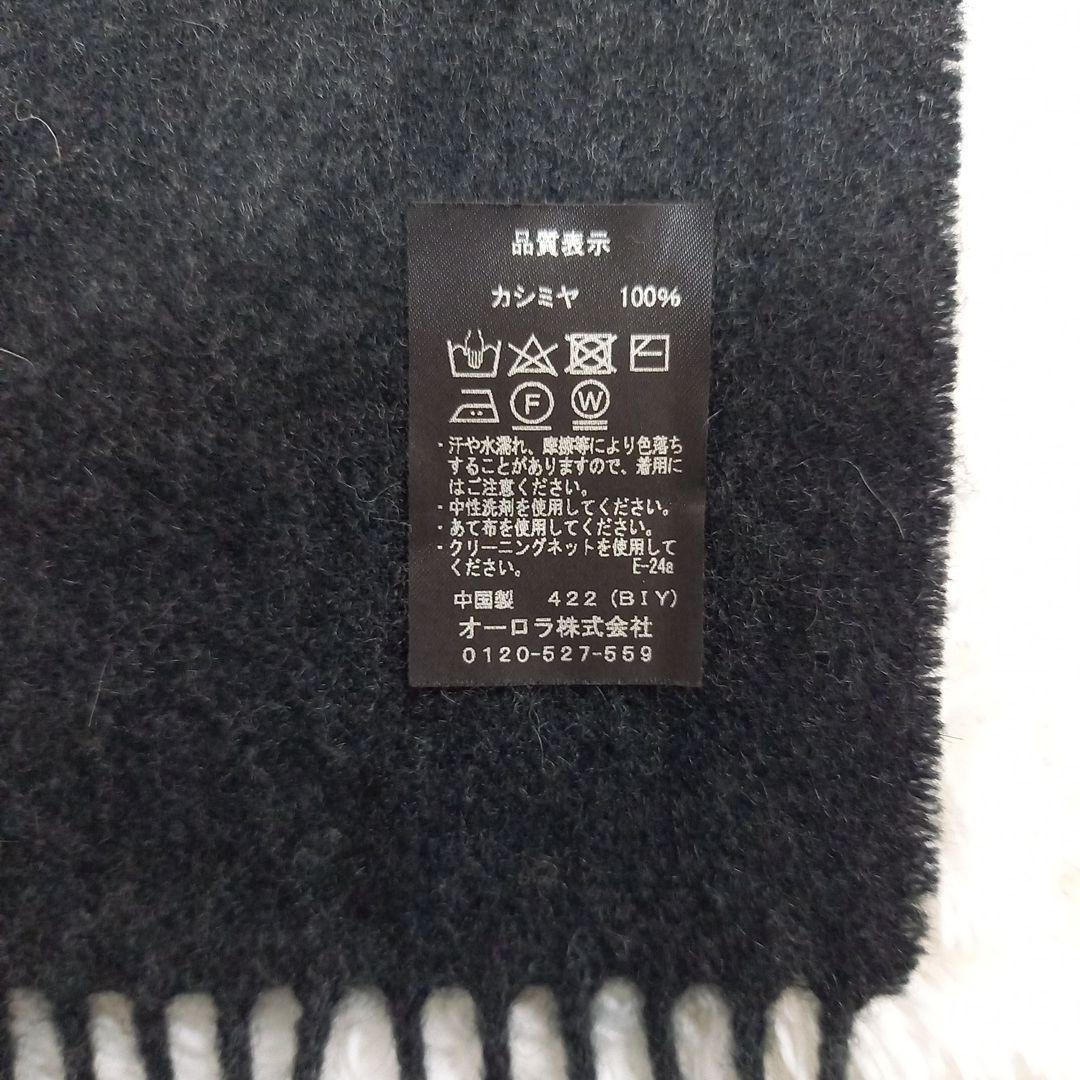 品質表示
カシミヤ 100%
F W
・汗や水濡れ、摩擦等により色落ち
することがありますので、着用に
はご注意ください。
・中性洗剤を使用してください。
・あて布を使用してください。
・クリーニングネットを使用して
ください。 E-24a
中国製 422 (BIY)
オーロラ株式会社
0120-527-559